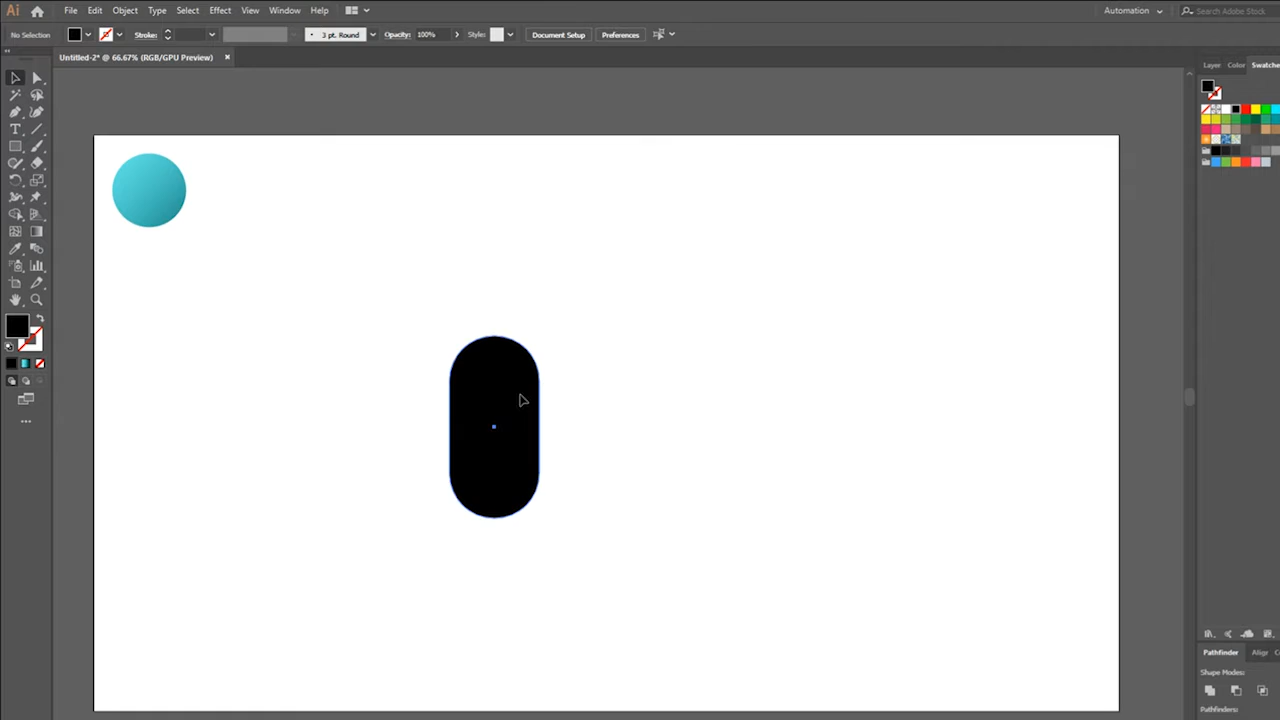 Ai File Edit Object Type Select Effect View Window Help Automation Search Adobe Stock
No Selection Stroke: 3 pt. Round Opacity: 100% Style: Document Setup Preferences
Untitled-2* @ 66.67% (RGB/GPU Preview) ×
Layer Color Swatche
Pathfinder Align C
Shape Modes:
Pathfinders: